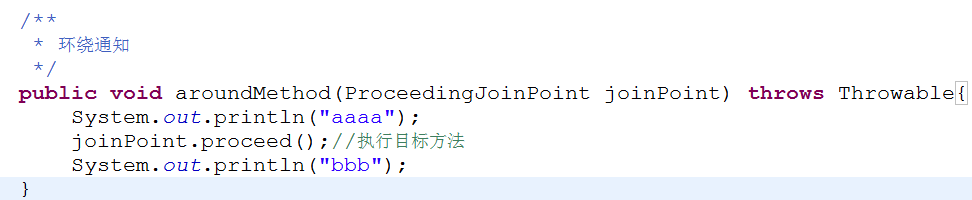 /**
 * 环绕通知
 */
public void aroundMethod(ProceedingJoinPoint joinPoint) throws Throwable{
    System.out.println("aaaa");
    joinPoint.proceed();//执行目标方法
    System.out.println("bbb");
}